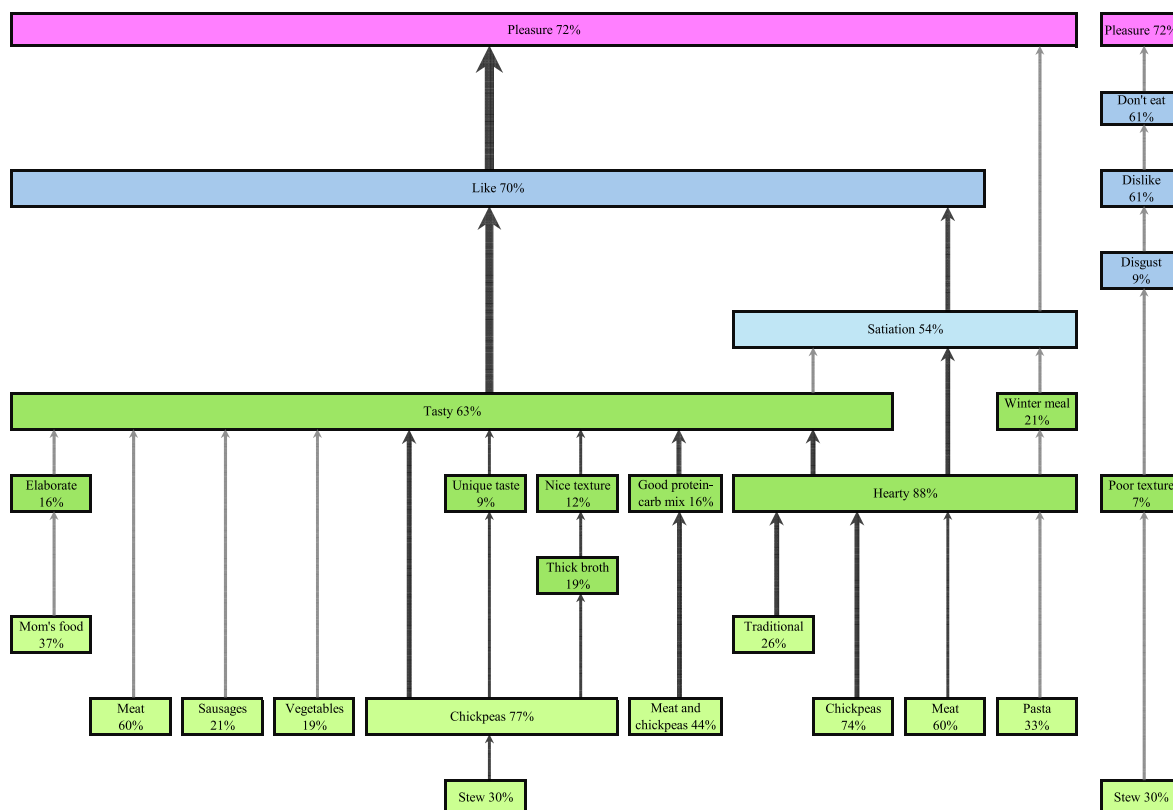 Pleasure 72%
Pleasure 72%
Don't eat
61%
Like 70%
Dislike
61%
Disgust
9%
Satiation 54%
Tasty 63%
Winter meal
21%
Elaborate
16%
Unique taste
9%
Nice texture
12%
Good protein-
carb mix 16%
Hearty 88%
Poor texture
7%
Thick broth
19%
Mom's food
37%
Traditional
26%
Meat
60%
Sausages
21%
Vegetables
19%
Chickpeas 77%
Meat and
chickpeas 44%
Chickpeas
74%
Meat
60%
Pasta
33%
Stew 30%
Stew 30%